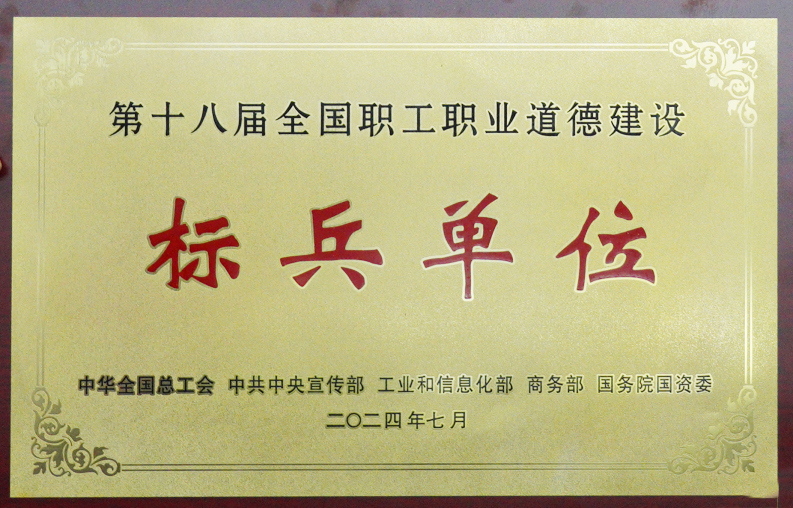 第十八届全国职工职业道德建设
标兵单位
中华全国总工会 中共中央宣传部 工业和信息化部 商务部 国务院国资委
二〇二四年七月